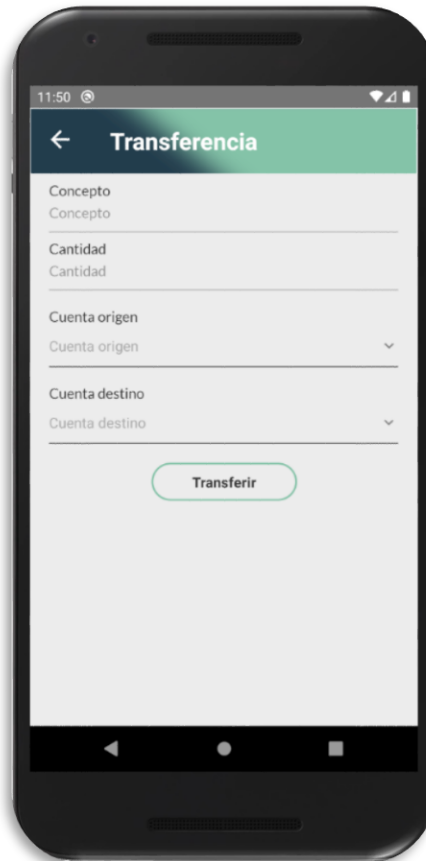 11:50
Transferencia
Concepto
Concepto
Cantidad
Cantidad
Cuenta origen
Cuenta origen
Cuenta destino
Cuenta destino
Transferir